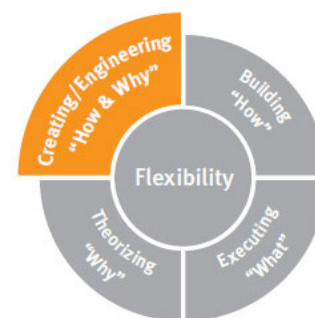 Creating/Engineering
“How & Why”
Building
“How”
Flexibility
Theorizing
“Why”
Executing
“What”